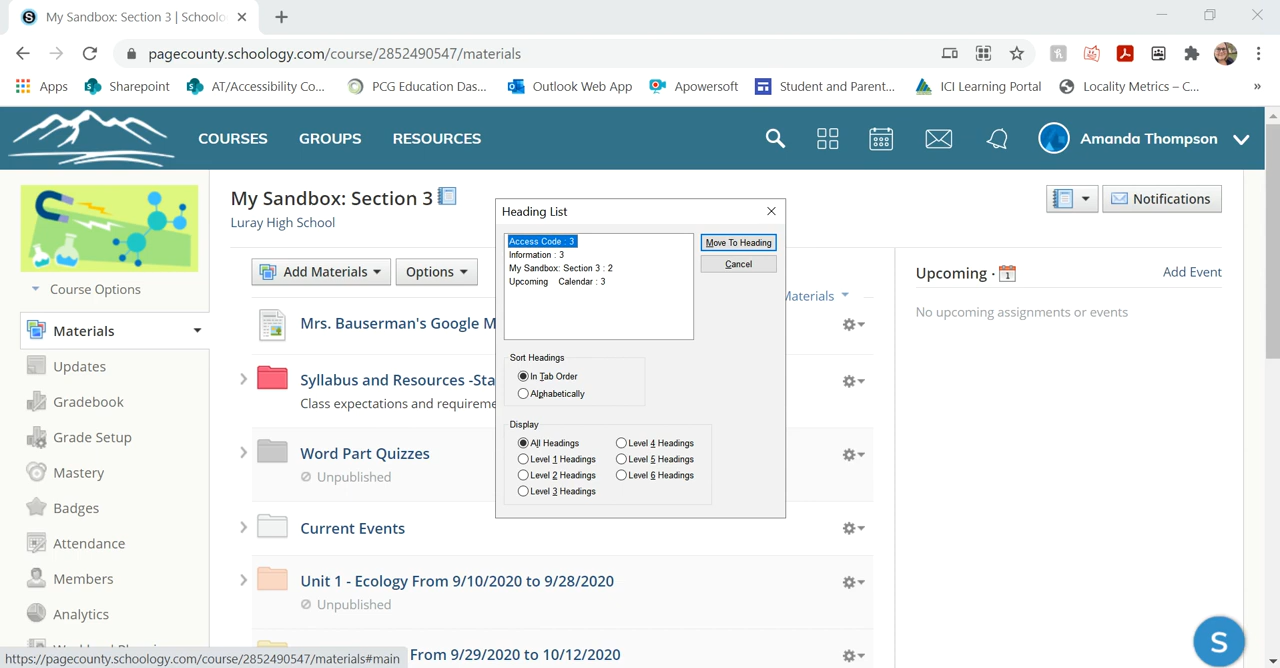 My Sandbox: Section 3 | Schoolo
pagecounty.schoology.com/course/2852490547/materials
Apps Sharepoint AT/Accessibility Co... PCG Education Das... Outlook Web App Apowersoft Student and Parent... ICI Learning Portal Locality Metrics – C... »
COURSES GROUPS RESOURCES Amanda Thompson
My Sandbox: Section 3
Luray High School
Notifications
Course Options
Materials
Updates
Gradebook
Grade Setup
Mastery
Badges
Attendance
Members
Analytics
Add Materials Options
Materials
Mrs. Bauserman's Google M
Syllabus and Resources -Sta
Class expectations and requireme
Word Part Quizzes
Unpublished
Current Events
Unit 1 - Ecology From 9/10/2020 to 9/28/2020
Unpublished
From 9/29/2020 to 10/12/2020
Heading List
Access Code : 3
Information : 3
My Sandbox: Section 3 : 2
Upcoming Calendar : 3
Move To Heading
Cancel
Sort Headings
In Tab Order
Alphabetically
Display
All Headings Level 4 Headings
Level 1 Headings Level 5 Headings
Level 2 Headings Level 6 Headings
Level 3 Headings
Upcoming · 1 Add Event
No upcoming assignments or events
S
https://pagecounty.schoology.com/course/2852490547/materials#main